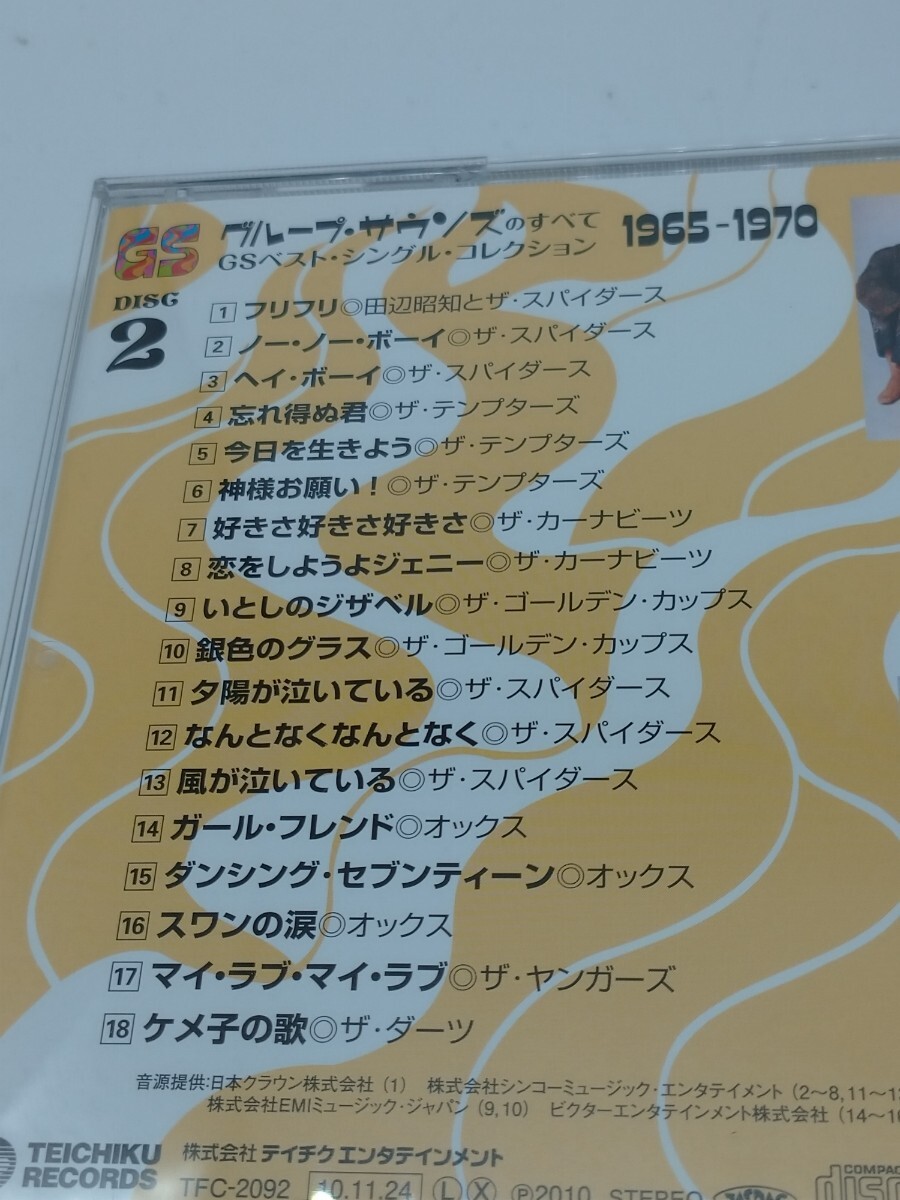 GS グループ・サウンズのすべて 1965-1970
GSベスト・シングル・コレクション
DISC 2
1 フリフリ◎田辺昭知とザ・スパイダース
2 ノー・ノー・ボーイ◎ザ・スパイダース
3 ヘイ・ボーイ◎ザ・スパイダース
4 忘れ得ぬ君◎ザ・テンプターズ
5 今日を生きよう◎ザ・テンプターズ
6 神様お願い!◎ザ・テンプターズ
7 好きさ好きさ好きさ◎ザ・カーナビーツ
8 恋をしようよジェニー◎ザ・カーナビーツ
9 いとしのジザベル◎ザ・ゴールデン・カップス
10 銀色のグラス◎ザ・ゴールデン・カップス
11 夕陽が泣いている◎ザ・スパイダース
12 なんとなくなんとなく◎ザ・スパイダース
13 風が泣いている◎ザ・スパイダース
14 ガール・フレンド◎オックス
15 ダンシング・セブンティーン◎オックス
16 スワンの涙◎オックス
17 マイ・ラブ・マイ・ラブ◎ザ・ヤンガーズ
18 ケメ子の歌◎ザ・ダーツ
音源提供:日本クラウン株式会社(1) 株式会社シンコーミュージック・エンタテイメント(2〜8,11〜
株式会社EMIミュージック・ジャパン(9,10) ビクターエンタテインメント株式会社(14〜
TEICHIKU RECORDS 株式会社テイチクエンタテインメント
TFC-2092 10.11.24 L X ℗2010 STEREO COMPACT disc